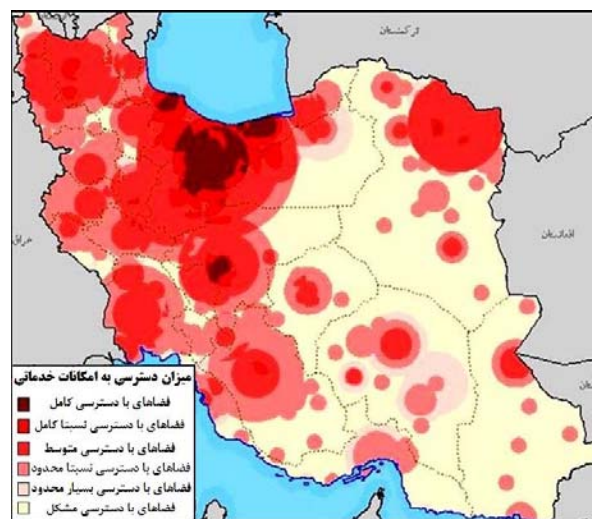 ترکمنستان
افغانستان
عراق
میزان دسترسی به امکانات خدماتی
فضاهای با دسترسی کامل
فضاهای با دسترسی نسبتا کامل
فضاهای با دسترسی متوسط
فضاهای با دسترسی نسبتا محدود
فضاهای با دسترسی بسیار محدود
فضاهای با دسترسی مشکل